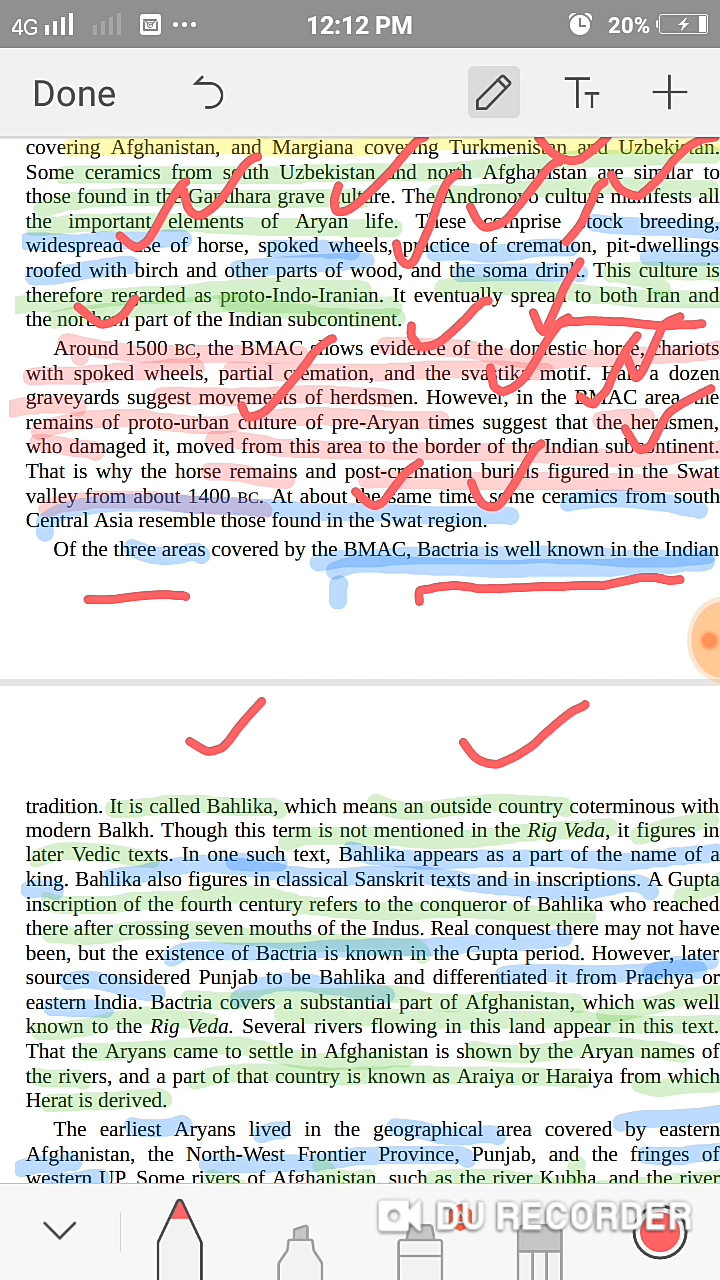 4G
12:12 PM
20%
Done
TT
covering Afghanistan, and Margiana covering Turkmenistan and Uzbekistan.
Some ceramics from south Uzbekistan and north Afghanistan are similar to
those found in the Gandhara grave culture. The Andronovo culture manifests all
the important elements of Aryan life. These comprise stock breeding,
widespread use of horse, spoked wheels, practice of cremation, pit-dwellings
roofed with birch and other parts of wood, and the soma drink. This culture is
therefore regarded as proto-Indo-Iranian. It eventually spread to both Iran and
the northern part of the Indian subcontinent.
Around 1500 BC, the BMAC shows evidence of the domestic horse, chariots
with spoked wheels, partial cremation, and the svastika motif. Half a dozen
graveyards suggest movements of herdsmen. However, in the BMAC area, the
remains of proto-urban culture of pre-Aryan times suggest that the herdsmen,
who damaged it, moved from this area to the border of the Indian subcontinent.
That is why the horse remains and post-cremation burials figured in the Swat
valley from about 1400 BC. At about the same time, some ceramics from south
Central Asia resemble those found in the Swat region.
Of the three areas covered by the BMAC, Bactria is well known in the Indian
tradition. It is called Bahlika, which means an outside country coterminous with
modern Balkh. Though this term is not mentioned in the Rig Veda, it figures in
later Vedic texts. In one such text, Bahlika appears as a part of the name of a
king. Bahlika also figures in classical Sanskrit texts and in inscriptions. A Gupta
inscription of the fourth century refers to the conqueror of Bahlika who reached
there after crossing seven mouths of the Indus. Real conquest there may not have
been, but the existence of Bactria is known in the Gupta period. However, later
sources considered Punjab to be Bahlika and differentiated it from Prachya or
eastern India. Bactria covers a substantial part of Afghanistan, which was well
known to the Rig Veda. Several rivers flowing in this land appear in this text.
That the Aryans came to settle in Afghanistan is shown by the Aryan names of
the rivers, and a part of that country is known as Araiya or Haraiya from which
Herat is derived.
The earliest Aryans lived in the geographical area covered by eastern
Afghanistan, the North-West Frontier Province, Punjab, and the fringes of
western UP. Some rivers of Afghanistan, such as the river Kubha, and the river
DU RECORDER